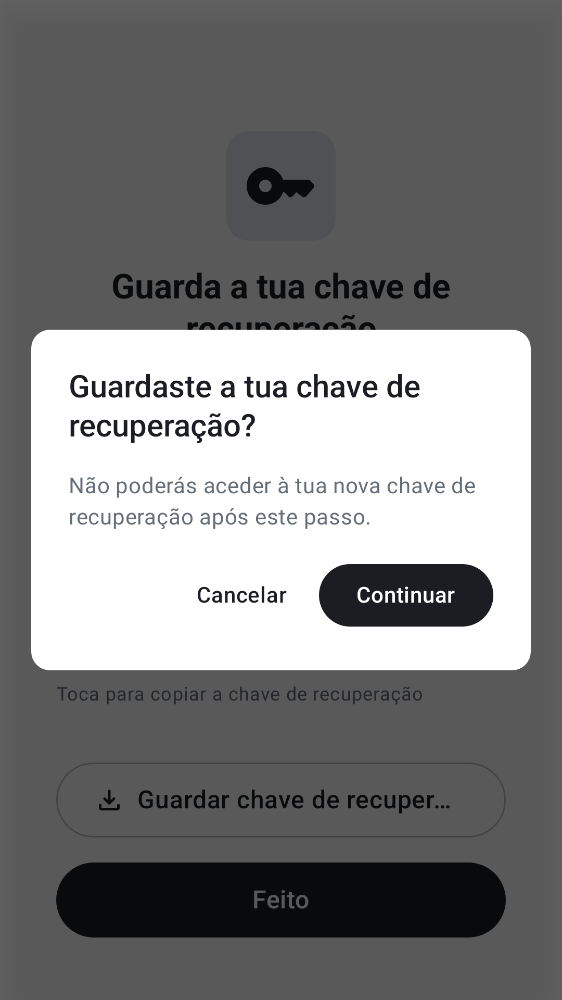 Guarda a tua chave de
recuperação
Guardaste a tua chave de
recuperação?
Não poderás aceder à tua nova chave de
recuperação após este passo.
Cancelar
Continuar
Toca para copiar a chave de recuperação
Guardar chave de recuper…
Feito